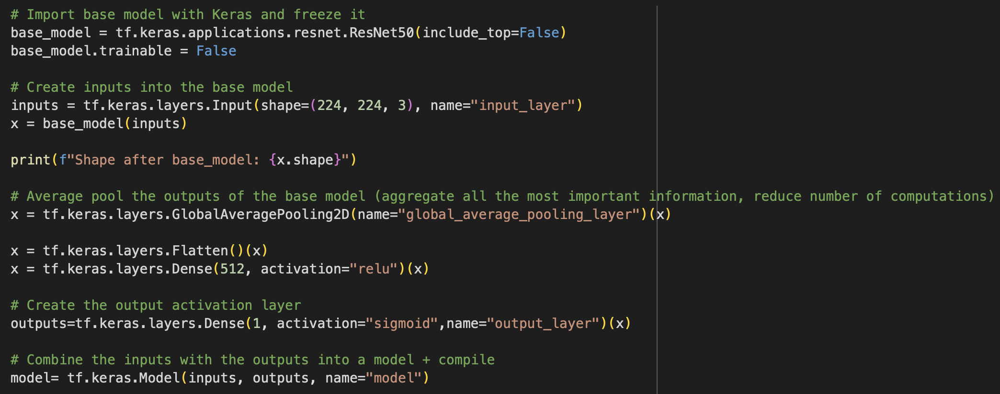 # Import base model with Keras and freeze it
base_model = tf.keras.applications.resnet.ResNet50(include_top=False)
base_model.trainable = False
# Create inputs into the base model
inputs = tf.keras.layers.Input(shape=(224, 224, 3), name="input_layer")
x = base_model(inputs)
print(f"Shape after base_model: {x.shape}")
# Average pool the outputs of the base model (aggregate all the most important information, reduce number of computations)
x = tf.keras.layers.GlobalAveragePooling2D(name="global_average_pooling_layer")(x)
x = tf.keras.layers.Flatten()(x)
x = tf.keras.layers.Dense(512, activation="relu")(x)
# Create the output activation layer
outputs=tf.keras.layers.Dense(1, activation="sigmoid",name="output_layer")(x)
# Combine the inputs with the outputs into a model + compile
model= tf.keras.Model(inputs, outputs, name="model")